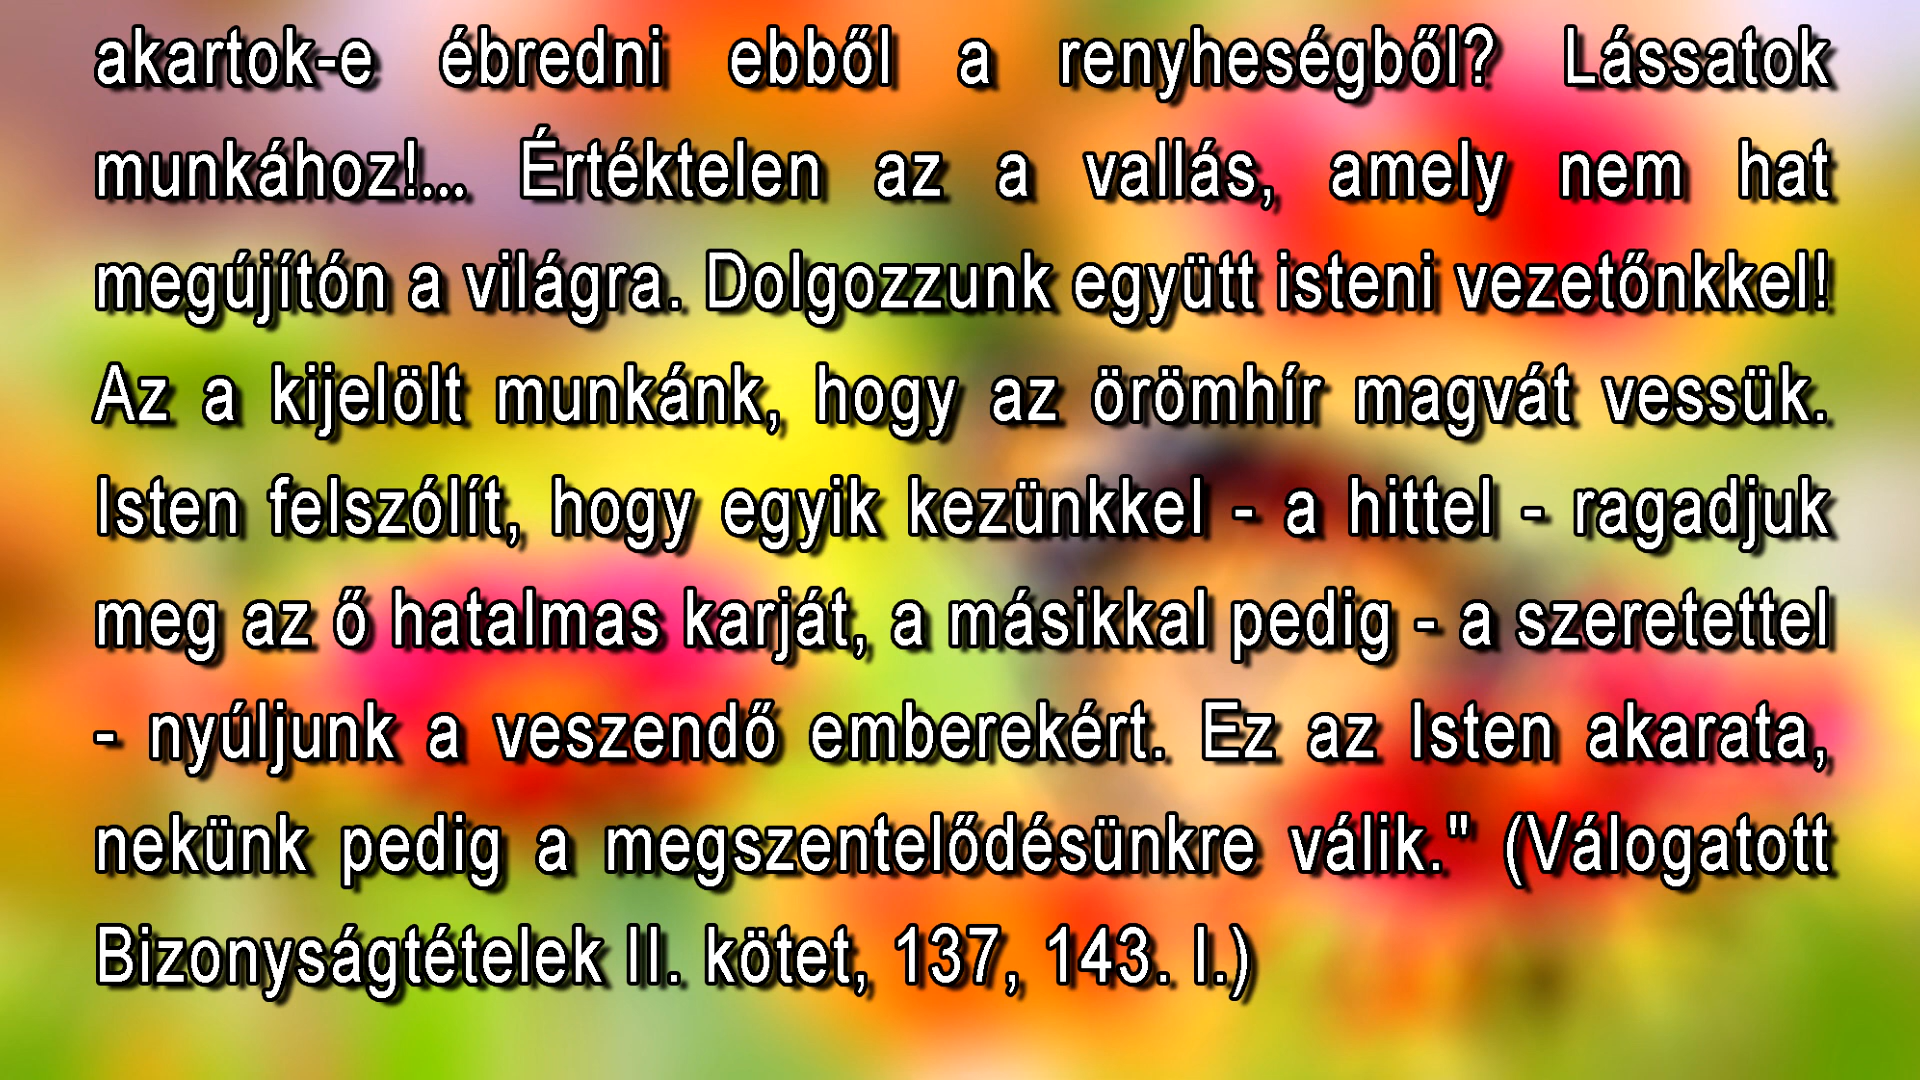 akartok-e ébredni ebből a renyheségből? Lássatok
munkához!... Értéktelen az a vallás, amely nem hat
megújítón a világra. Dolgozzunk együtt isteni vezetőnkkel!
Az a kijelölt munkánk, hogy az örömhír magvát vessük.
Isten felszólít, hogy egyik kezünkkel - a hittel - ragadjuk
meg az ő hatalmas karját, a másikkal pedig - a szeretettel
- nyúljunk a veszendő emberekért. Ez az Isten akarata,
nekünk pedig a megszentelődésünkre válik." (Válogatott
Bizonyságtételek II. kötet, 137, 143. l.)